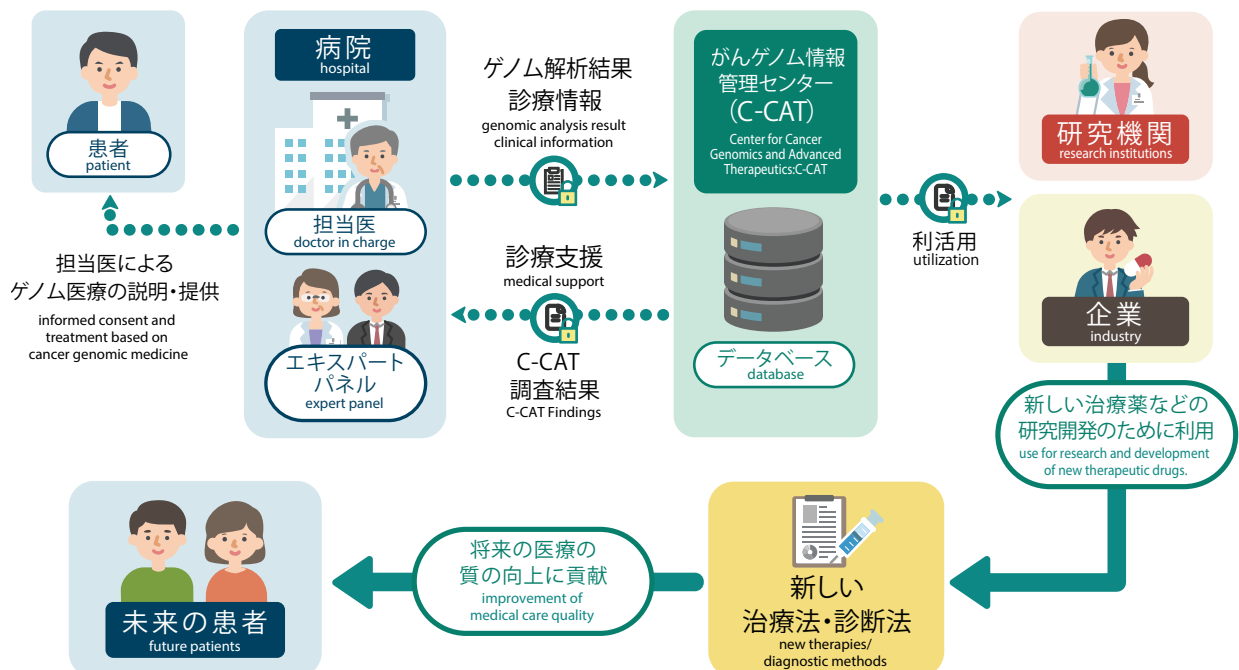 患者
patient
担当医による
ゲノム医療の説明・提供
informed consent and
treatment based on
cancer genomic medicine
病院
hospital
担当医
doctor in charge
エキスパート
パネル
expert panel
ゲノム解析結果
診療情報
genomic analysis result
clinical information
診療支援
medical support
C-CAT
調査結果
C-CAT Findings
がんゲノム情報
管理センター
(C-CAT)
Center for Cancer
Genomics and Advanced
Therapeutics:C-CAT
データベース
database
利活用
utilization
研究機関
research institutions
企業
industry
新しい治療薬などの
研究開発のために利用
use for research and development
of new therapeutic drugs.
新しい
治療法・診断法
new therapies/
diagnostic methods
将来の医療の
質の向上に貢献
improvement of
medical care quality
未来の患者
future patients